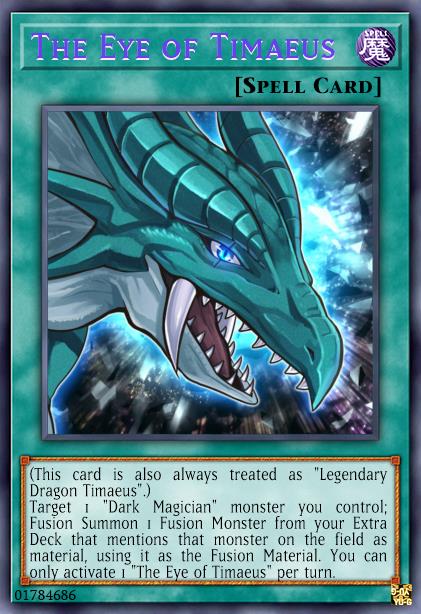 The Eye of Timaeus
SPELL
魔
[Spell Card]
(This card is also always treated as "Legendary
Dragon Timaeus".)
Target 1 "Dark Magician" monster you control;
Fusion Summon 1 Fusion Monster from your Extra
Deck that mentions that monster on the field as
material, using it as the Fusion Material. You can
only activate 1 "The Eye of Timaeus" per turn.
01784686